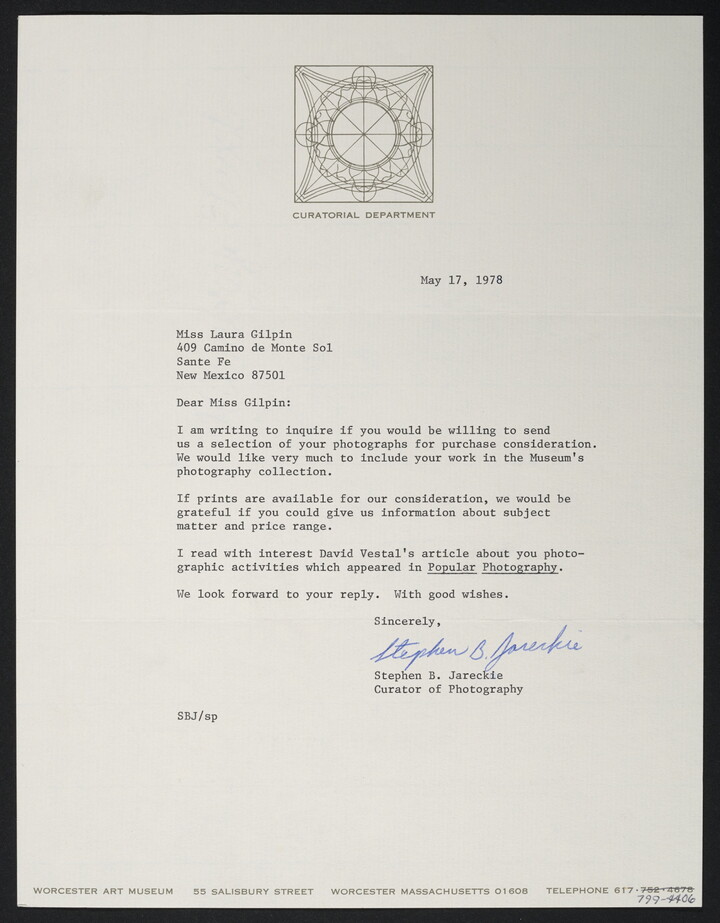 CURATORIAL DEPARTMENT
May 17, 1978
Miss Laura Gilpin
409 Camino de Monte Sol
Sante Fe
New Mexico 87501
Dear Miss Gilpin:
I am writing to inquire if you would be willing to send
us a selection of your photographs for purchase consideration.
We would like very much to include your work in the Museum's
photography collection.
If prints are available for our consideration, we would be
grateful if you could give us information about subject
matter and price range.
I read with interest David Vestal's article about you photo-
graphic activities which appeared in Popular Photography.
We look forward to your reply.  With good wishes.
Sincerely,
Stephen B. Jareckie
Stephen B. Jareckie
Curator of Photography
SBJ/sp
WORCESTER ART MUSEUM 55 SALISBURY STREET WORCESTER MASSACHUSETTS 01608 TELEPHONE 617·752·4678
799-4406